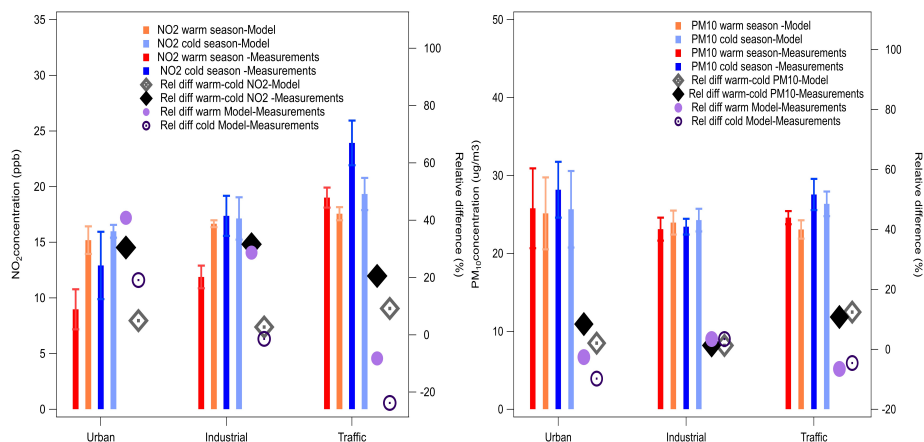 35
30
25
20
15
10
5
0
NO2concentration (ppb)
NO2 warm season-Model
NO2 cold season-Model
NO2 warm season -Measurements
NO2 cold season -Measurements
Rel diff warm-cold NO2-Model
Rel diff warm-cold NO2 -Measurements
Rel diff warm Model-Measurements
Rel diff cold Model-Measurements
100
80
60
40
20
0
-20
Relative difference (%)
Urban
Industrial
Traffic
50
40
30
20
10
0
PM10concentration (ug/m3)
PM10 warm season -Model
PM10 cold season-Model
PM10 warm season-Measurements
PM10 cold season-Measurements
Rel diff warm-cold PM10-Model
Rel diff warm-cold PM10-Measurements
Rel diff warm Model-Measurements
Rel diff cold Model-Measurements
100
80
60
40
20
0
-20
Relative difference (%)
Urban
Industrial
Traffic